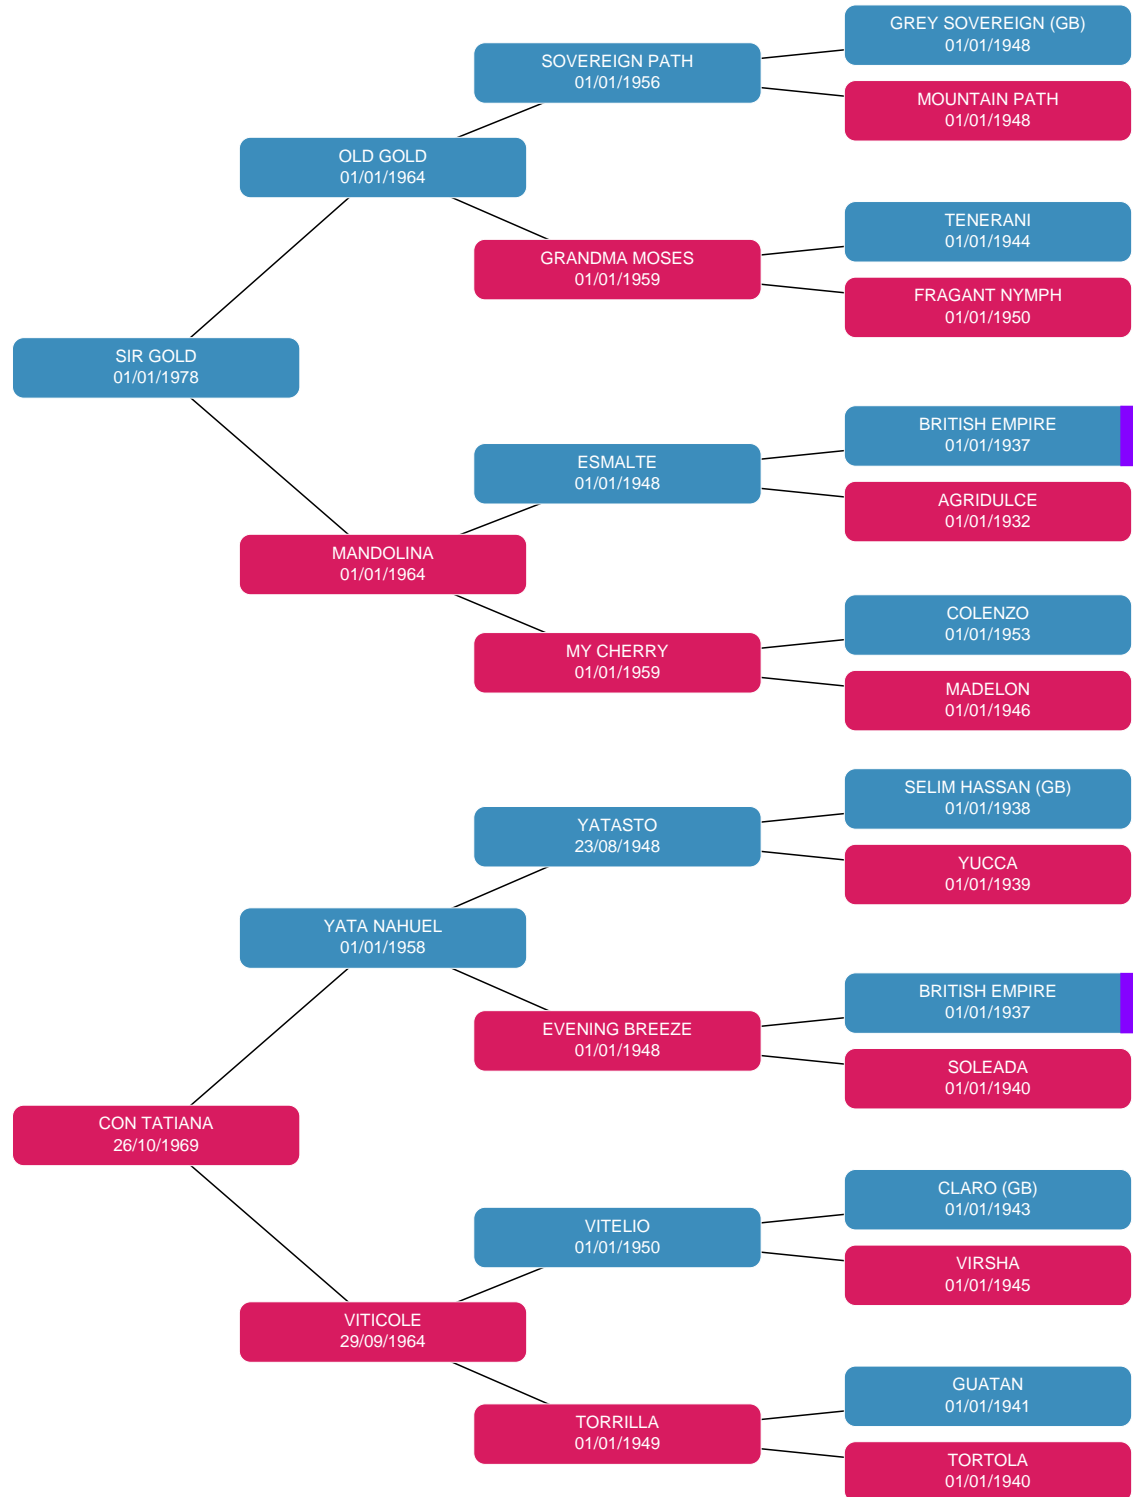 GREY SOVEREIGN (GB)
01/01/1948
SOVEREIGN PATH
01/01/1956
MOUNTAIN PATH
01/01/1948
OLD GOLD
01/01/1964
TENERANI
01/01/1944
GRANDMA MOSES
01/01/1959
FRAGANT NYMPH
01/01/1950
SIR GOLD
01/01/1978
BRITISH EMPIRE
01/01/1937
ESMALTE
01/01/1948
AGRIDULCE
01/01/1932
MANDOLINA
01/01/1964
COLENZO
01/01/1953
MY CHERRY
01/01/1959
MADELON
01/01/1946
SELIM HASSAN (GB)
01/01/1938
YATASTO
23/08/1948
YUCCA
01/01/1939
YATA NAHUEL
01/01/1958
BRITISH EMPIRE
01/01/1937
EVENING BREEZE
01/01/1948
SOLEADA
01/01/1940
CON TATIANA
26/10/1969
CLARO (GB)
01/01/1943
VITELIO
01/01/1950
VIRSHA
01/01/1945
VITICOLE
29/09/1964
GUATAN
01/01/1941
TORRILLA
01/01/1949
TORTOLA
01/01/1940